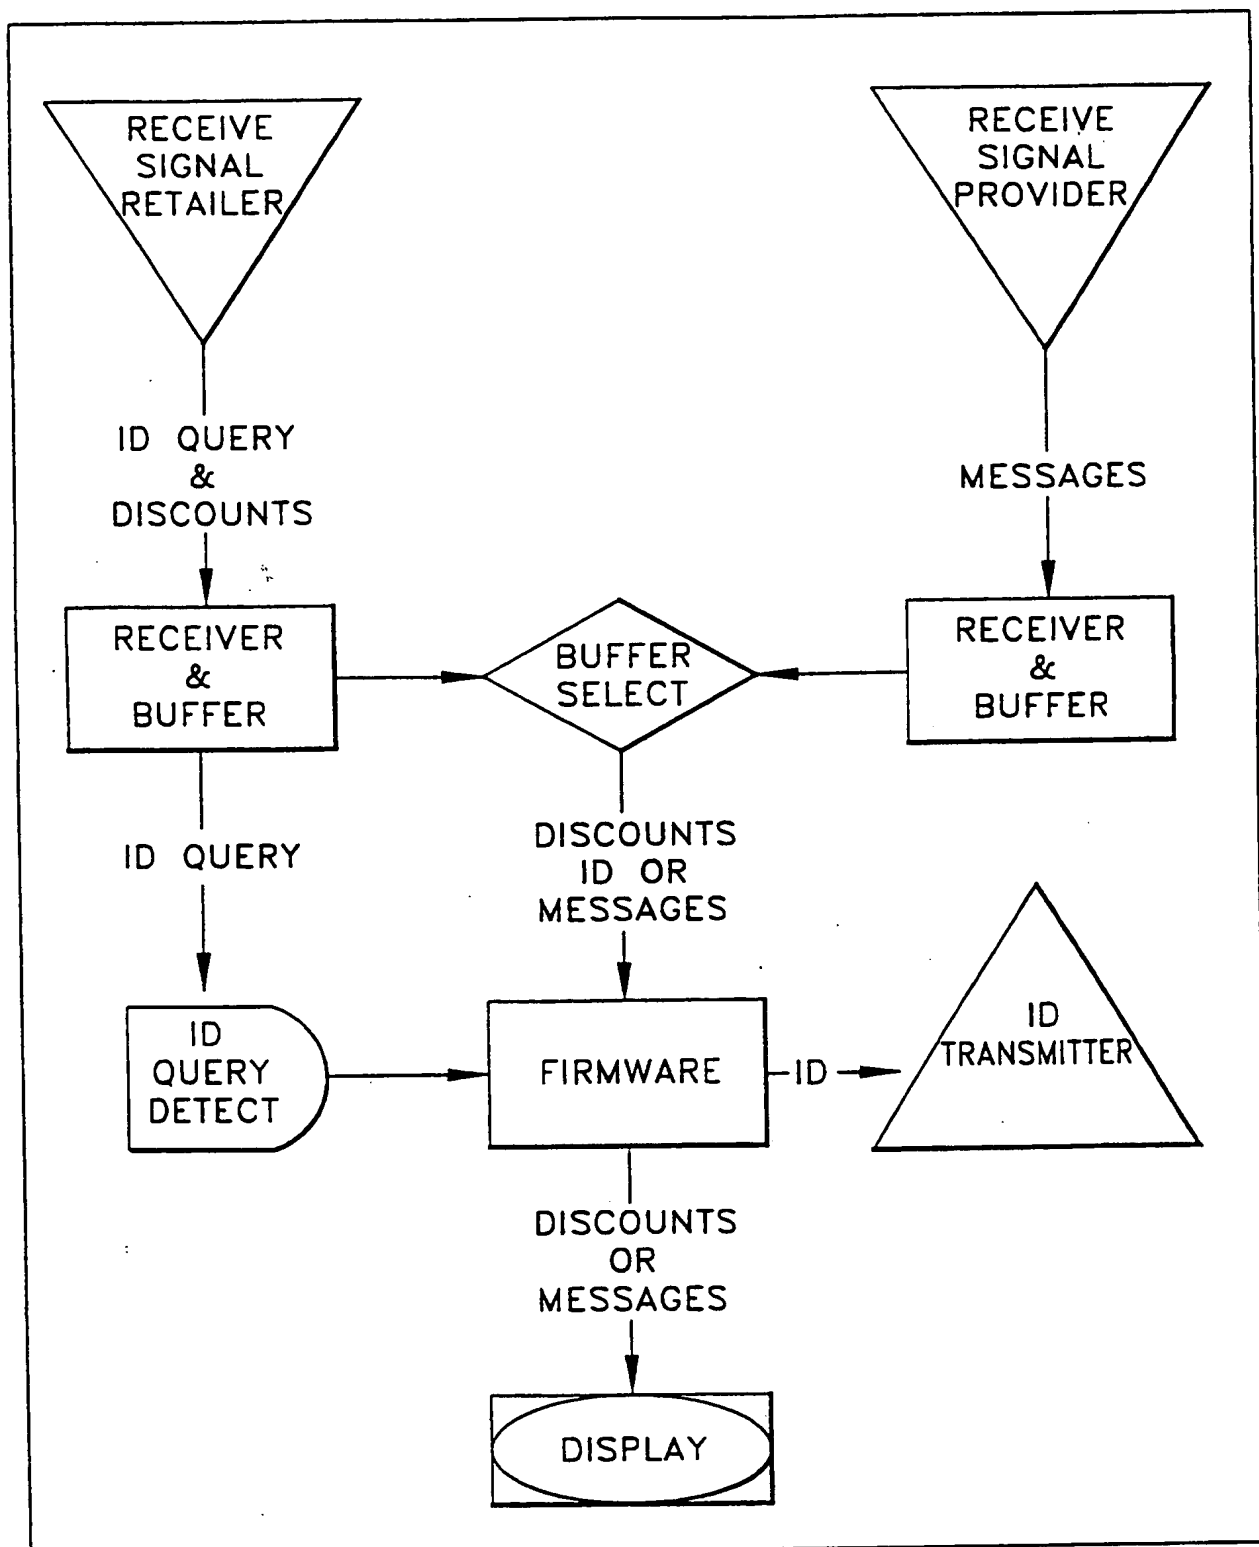 RECEIVE
SIGNAL
RETAILER
RECEIVE
SIGNAL
PROVIDER
ID QUERY
&
DISCOUNTS
MESSAGES
RECEIVER
&
BUFFER
BUFFER
SELECT
RECEIVER
&
BUFFER
ID QUERY
DISCOUNTS
ID OR
MESSAGES
ID
QUERY
DETECT
FIRMWARE
ID
ID
TRANSMITTER
DISCOUNTS
OR
MESSAGES
DISPLAY